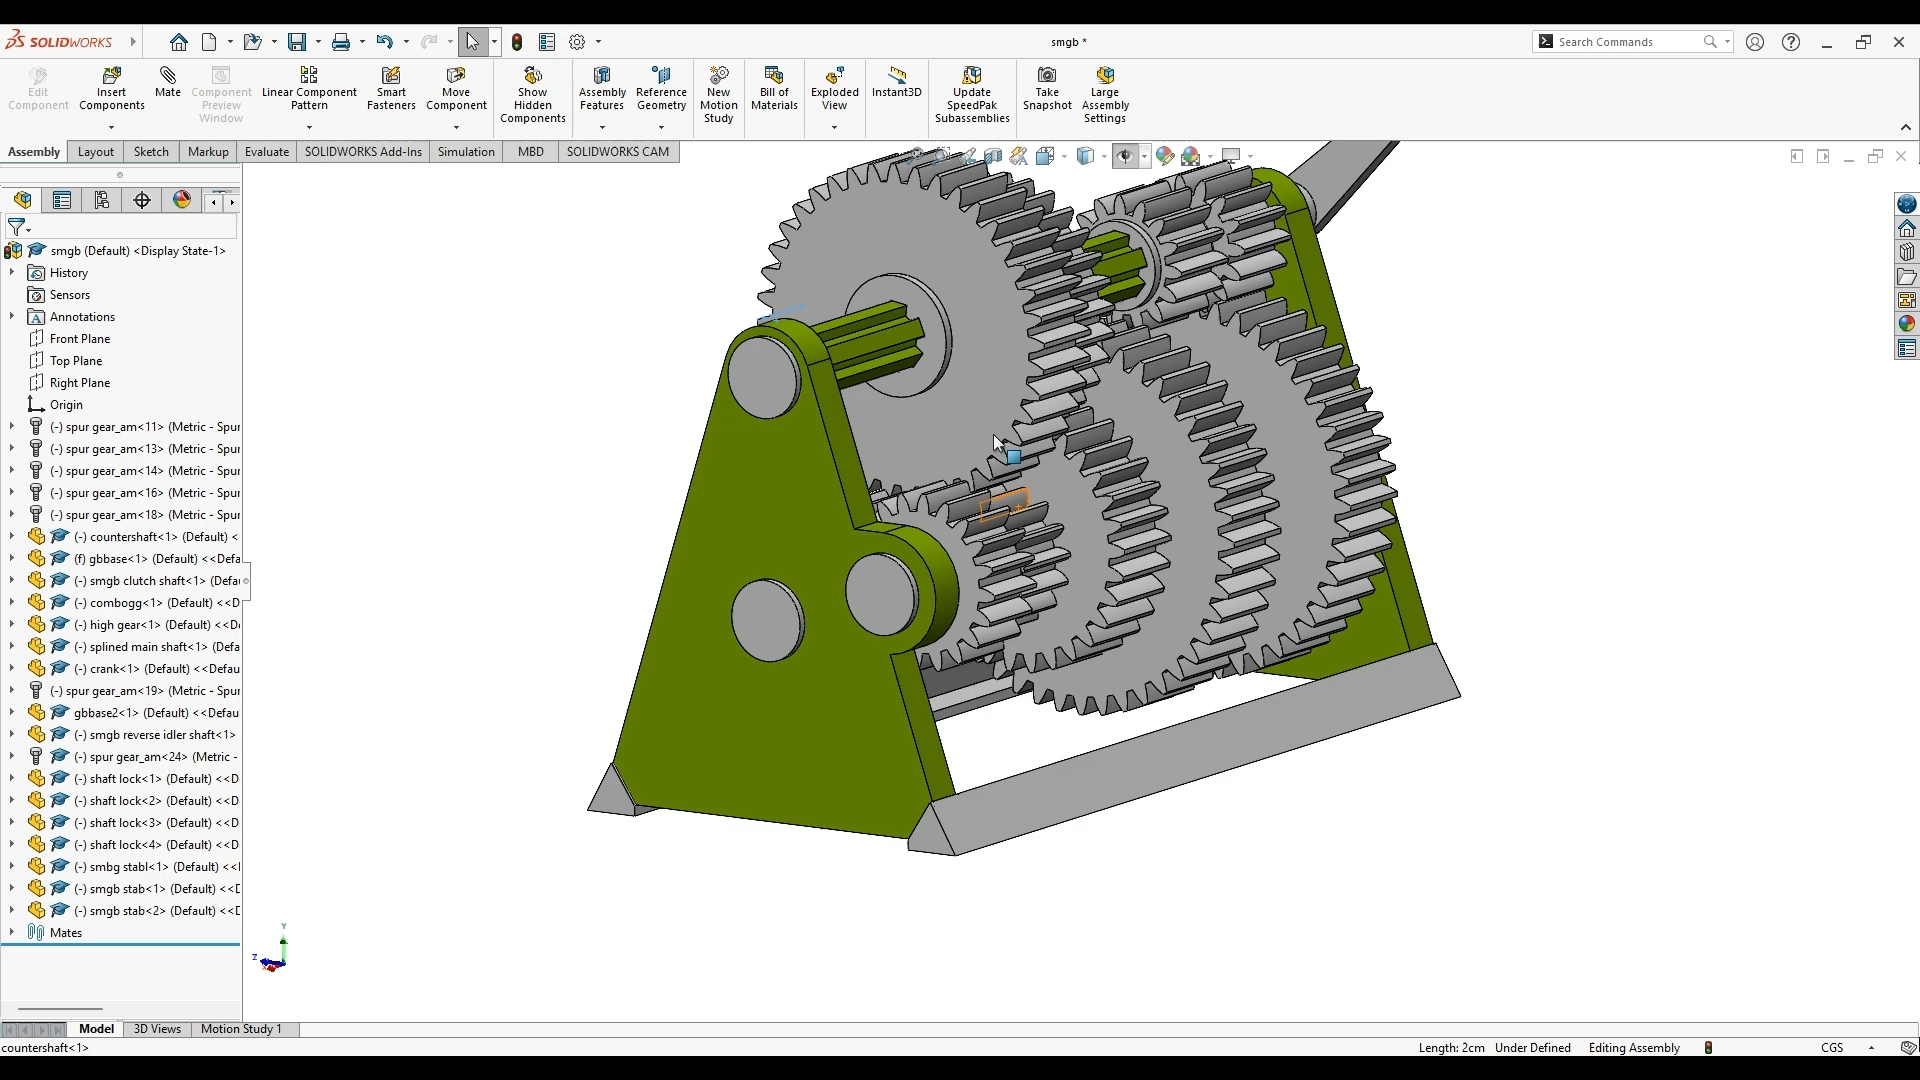 SOLIDWORKS
smgb *
Search Commands
Edit Component
Insert Components
Mate
Component Preview Window
Linear Component Pattern
Smart Fasteners
Move Component
Show Hidden Components
Assembly Features
Reference Geometry
New Motion Study
Bill of Materials
Exploded View
Instant3D
Update SpeedPak Subassemblies
Take Snapshot
Large Assembly Settings
Assembly
Layout
Sketch
Markup
Evaluate
SOLIDWORKS Add-Ins
Simulation
MBD
SOLIDWORKS CAM
smgb (Default) <Display State-1>
History
Sensors
Annotations
Front Plane
Top Plane
Right Plane
Origin
(-) spur gear_am<11> (Metric - Spur
(-) spur gear_am<13> (Metric - Spur
(-) spur gear_am<14> (Metric - Spur
(-) spur gear_am<16> (Metric - Spur
(-) spur gear_am<18> (Metric - Spur
(-) countershaft<1> (Default) <
(f) gbbase<1> (Default) <<Defa
(-) smgb clutch shaft<1> (Defau
(-) combogg<1> (Default) <<D
(-) high gear<1> (Default) <<De
(-) splined main shaft<1> (Defa
(-) crank<1> (Default) <<Defau
(-) spur gear_am<19> (Metric - Spur
gbbase2<1> (Default) <<Defau
(-) smgb reverse idler shaft<1>
(-) spur gear_am<24> (Metric -
(-) shaft lock<1> (Default) <<D
(-) shaft lock<2> (Default) <<D
(-) shaft lock<3> (Default) <<D
(-) shaft lock<4> (Default) <<D
(-) smbg stabl<1> (Default) <<
(-) smgb stab<1> (Default) <<D
(-) smgb stab<2> (Default) <<D
Mates
Y
Z
Model
3D Views
Motion Study 1
countershaft<1>
Length: 2cm
Under Defined
Editing Assembly
CGS